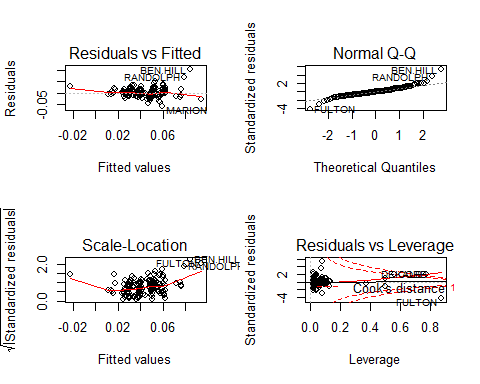 Residuals vs Fitted
Residuals
-0.05
BEN HILL
RANDOLPH
MARION
-0.02 0.02 0.06
Fitted values
Normal Q-Q
Standardized residuals
-4 2
BEN HILL
RANDOLPH
FULTON
-2 -1 0 1 2
Theoretical Quantiles
Scale-Location
√|Standardized residuals|
0.0 2.0
BEN HILL
FULTON
RANDOLPH
-0.02 0.02 0.06
Fitted values
Residuals vs Leverage
Standardized residuals
-4 2
Cook's distance
1
FULTON
0.0 0.2 0.4 0.6 0.8
Leverage